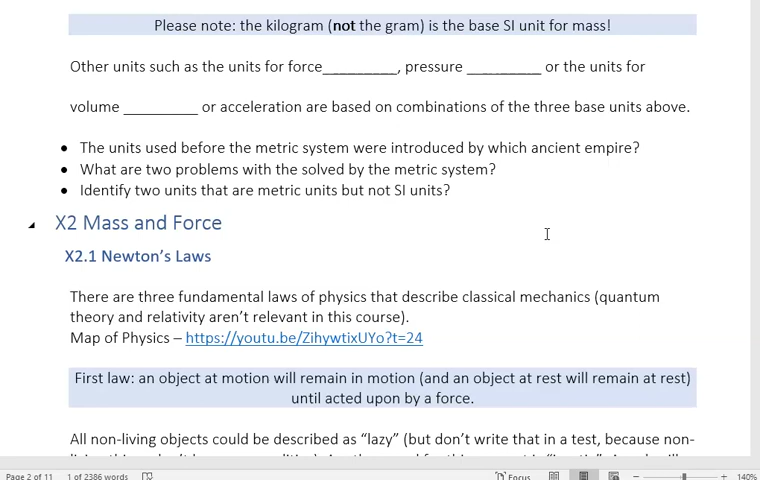 Please note: the kilogram (not the gram) is the base SI unit for mass!
Other units such as the units for force_________, pressure _________ or the units for
volume _________ or acceleration are based on combinations of the three base units above.
• The units used before the metric system were introduced by which ancient empire?
• What are two problems with the solved by the metric system?
• Identify two units that are metric units but not SI units?
X2 Mass and Force
X2.1 Newton's Laws
There are three fundamental laws of physics that describe classical mechanics (quantum
theory and relativity aren't relevant in this course).
Map of Physics – https://youtu.be/ZihywtixUYo?t=24
First law: an object at motion will remain in motion (and an object at rest will remain at rest)
until acted upon by a force.
All non-living objects could be described as "lazy" (but don't write that in a test, because non-
Page 2 of 11 1 of 2386 words Focus 140%